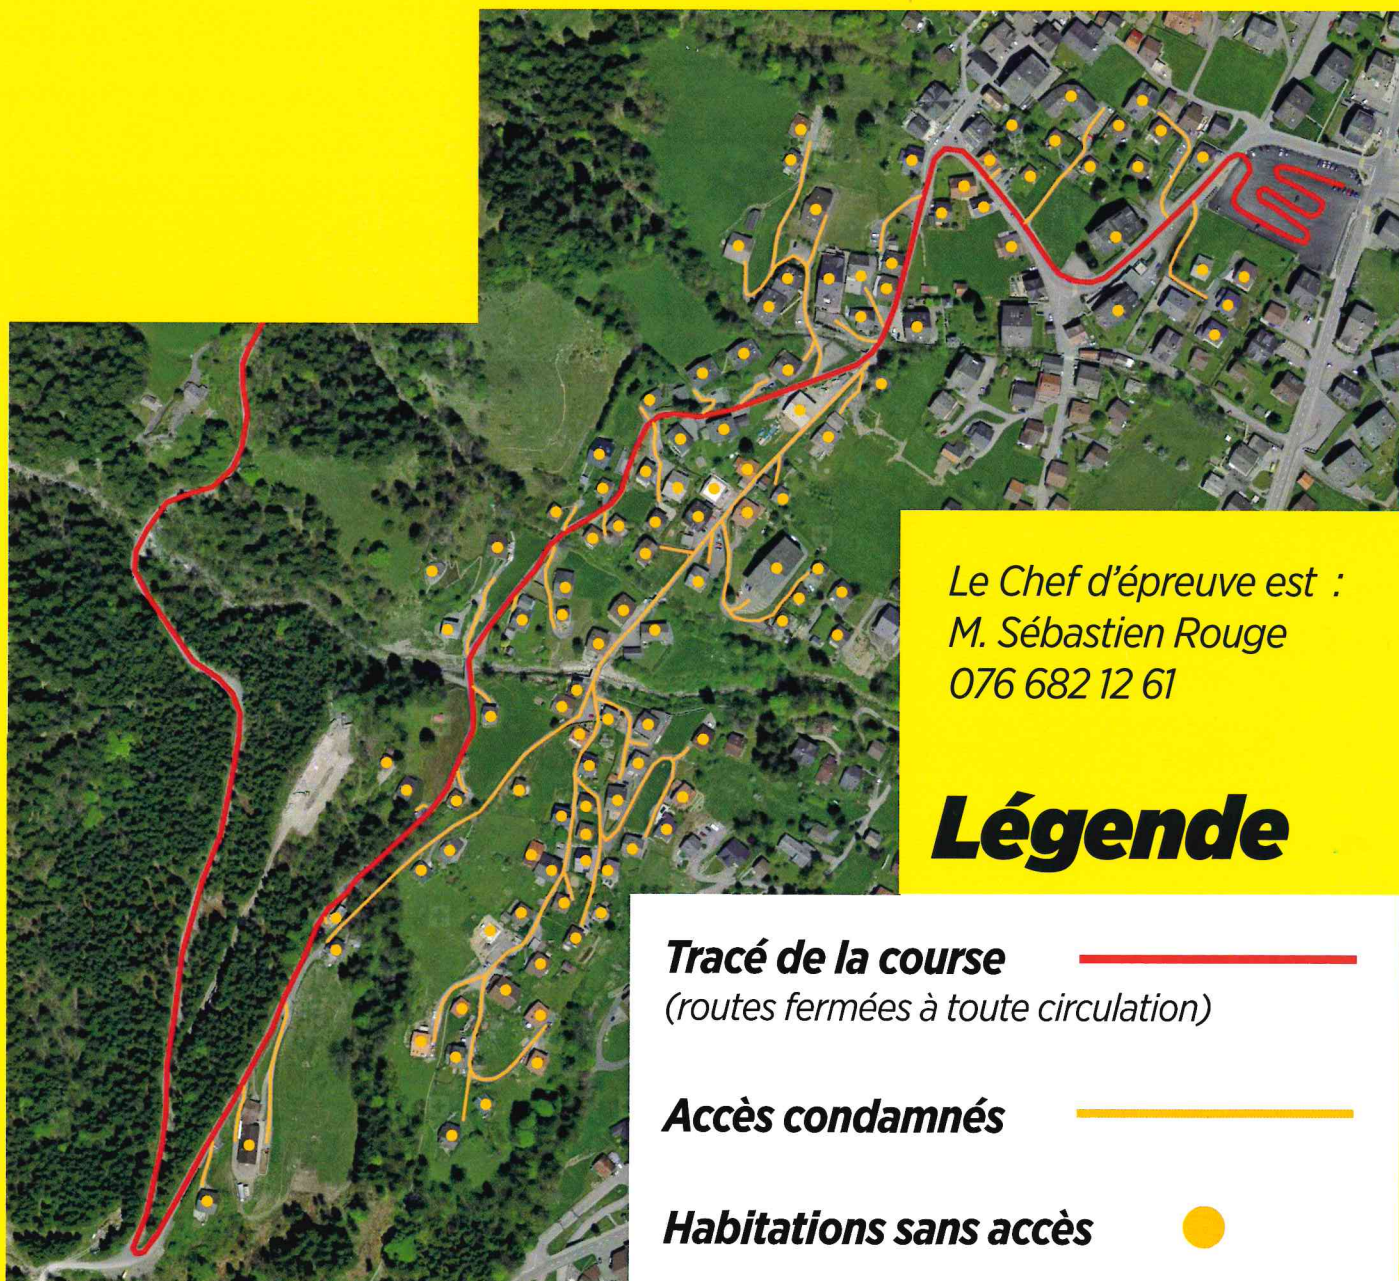 Le Chef d'épreuve est :
M. Sébastien Rouge
076 682 12 61
Légende
Tracé de la course
(routes fermées à toute circulation)
Accès condamnés
Habitations sans accès